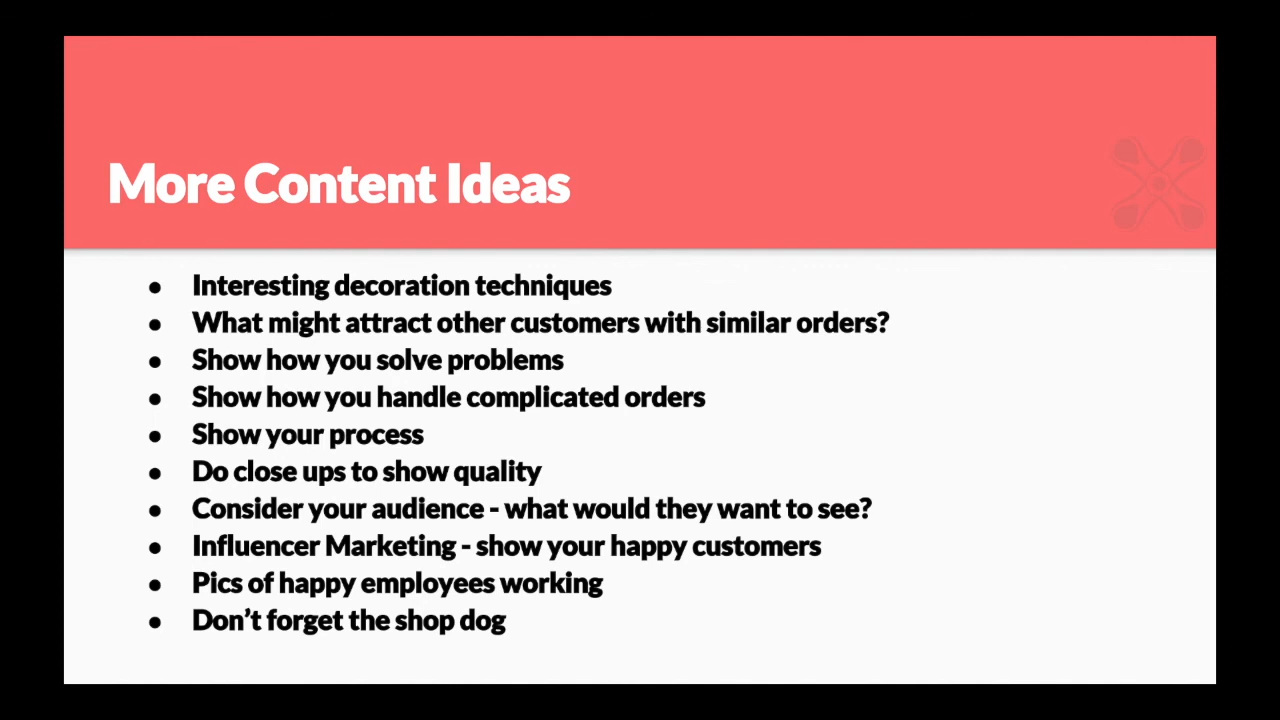 More Content Ideas
● Interesting decoration techniques
● What might attract other customers with similar orders?
● Show how you solve problems
● Show how you handle complicated orders
● Show your process
● Do close ups to show quality
● Consider your audience - what would they want to see?
● Influencer Marketing - show your happy customers
● Pics of happy employees working
● Don’t forget the shop dog